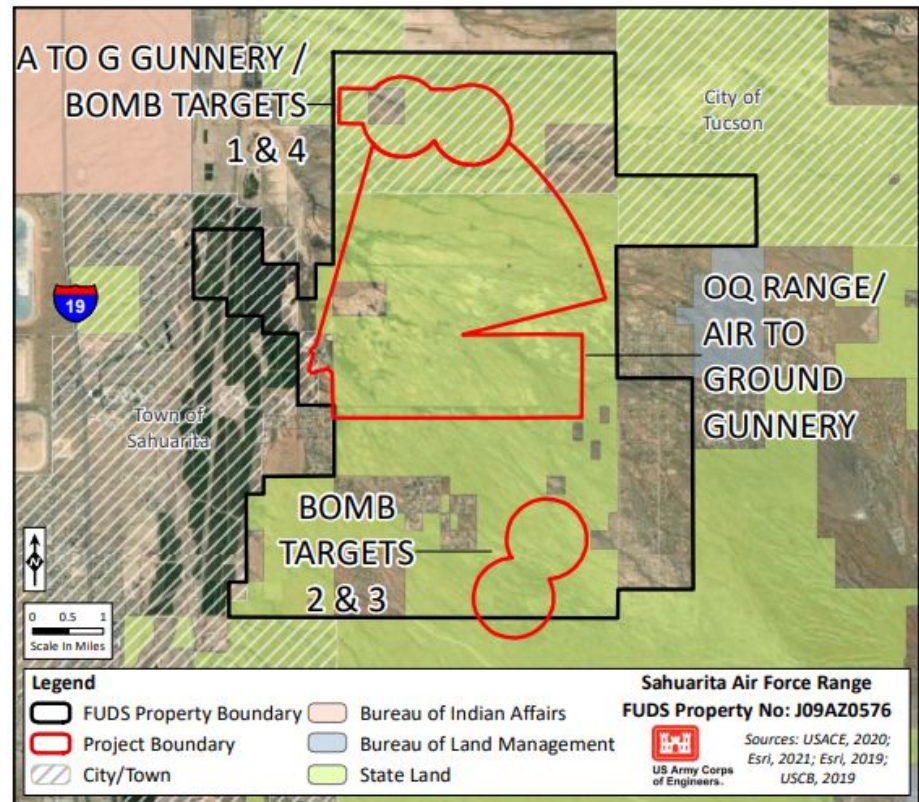 A TO G GUNNERY /
BOMB TARGETS
1 & 4
City of
Tucson
19
OQ RANGE/
AIR TO
GROUND
GUNNERY
Town of
Sahuarita
BOMB
TARGETS
2 & 3
N
0 0.5 1
Scale In Miles
Legend
FUDS Property Boundary
Project Boundary
City/Town
Bureau of Indian Affairs
Bureau of Land Management
State Land
Sahuarita Air Force Range
FUDS Property No: J09AZ0576
US Army Corps
of Engineers.
Sources: USACE, 2020;
Esri, 2021; Esri, 2019;
USCB, 2019